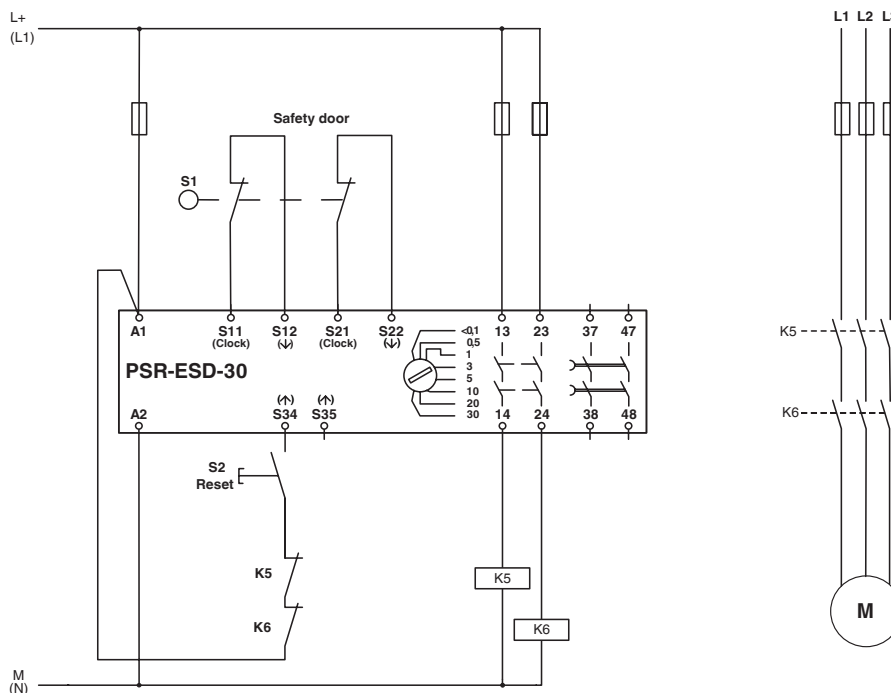 L+
(L1)
L1 L2 L
Safety door
S1
A1 S11 S12 S21 S22 13 23 37 47
(Clock) (Clock)
<0,1
0,5
1
3
5
10
20
30
PSR-ESD-30
A2 S34 S35 14 24 38 48
K5
K6
S2
Reset
K5
K6
K5
K6
M
M
(N)